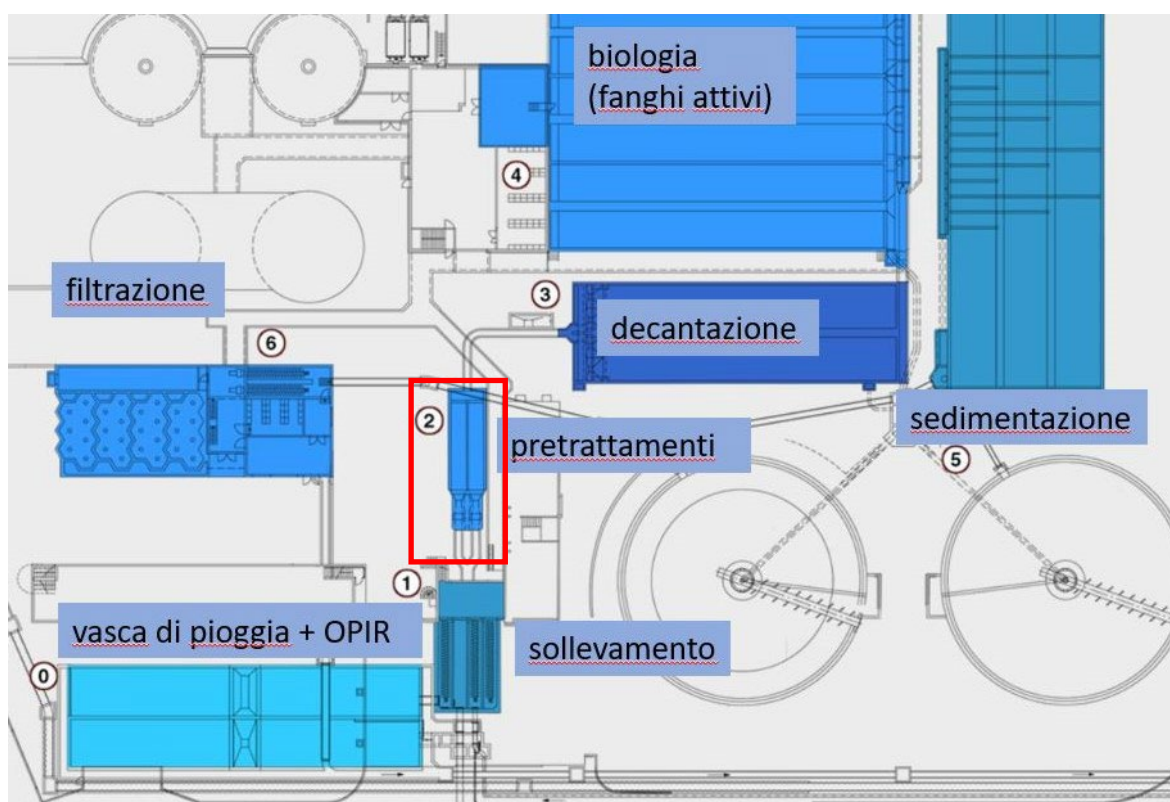 biologia
(fanghi attivi)
4
filtrazione
3
decantazione
6
2
pretrattamenti
sedimentazione
5
1
vasca di pioggia + OPIR
sollevamento
0